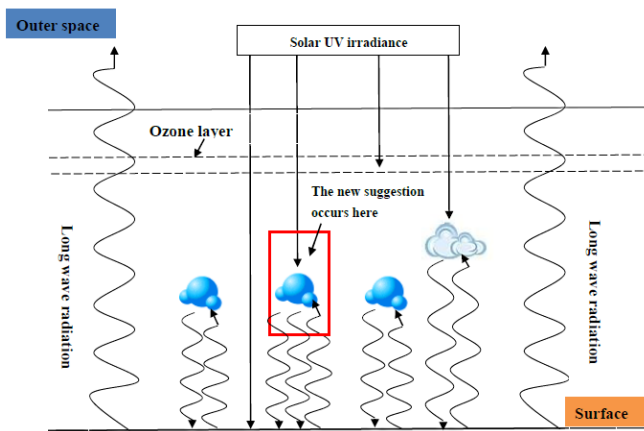 Outer space
Solar UV irradiance
Ozone layer
The new suggestion
occurs here
Long wave radiation
Long wave radiation
Surface